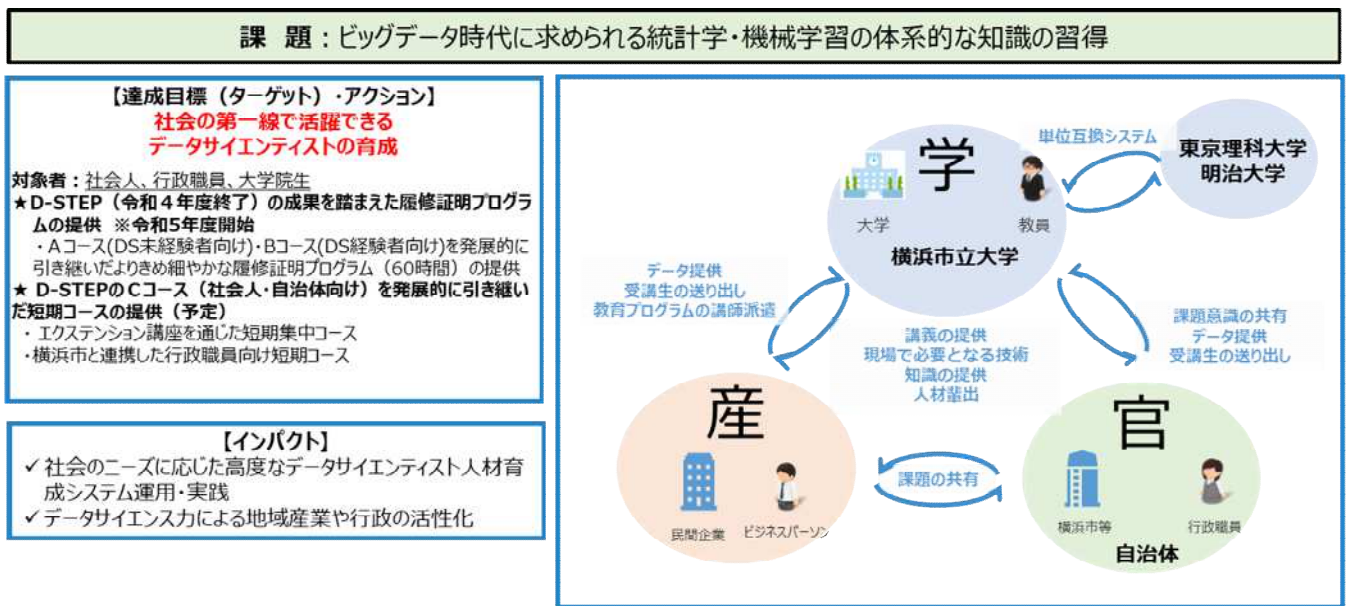 課 題：ビッグデータ時代に求められる統計学・機械学習の体系的な知識の習得
【達成目標（ターゲット）・アクション】
社会の第一線で活躍できる
データサイエンティストの育成
対象者：社会人、行政職員、大学院生
★D-STEP（令和４年度終了）の成果を踏まえた履修証明プログラ
ムの提供 ※令和5年度開始
・Aコース(DS未経験者向け)・Bコース(DS経験者向け)を発展的に
引き継いだよりきめ細やかな履修証明プログラム（60時間）の提供
★ D-STEPのCコース（社会人・自治体向け）を発展的に引き継い
だ短期コースの提供（予定）
・ エクステンション講座を通じた短期集中コース
・横浜市と連携した行政職員向け短期コース
【インパクト】
✓ 社会のニーズに応じた高度なデータサイエンティスト人材育
成システム運用・実践
✓ データサイエンス力による地域産業や行政の活性化
学
大学
教員
横浜市立大学
単位互換システム
東京理科大学
明治大学
データ提供
受講生の送り出し
教育プログラムの講師派遣
講義の提供
現場で必要となる技術
知識の提供
人材輩出
課題意識の共有
データ提供
受講生の送り出し
産
民間企業
ビジネスパーソン
課題の共有
官
横浜市等
行政職員
自治体